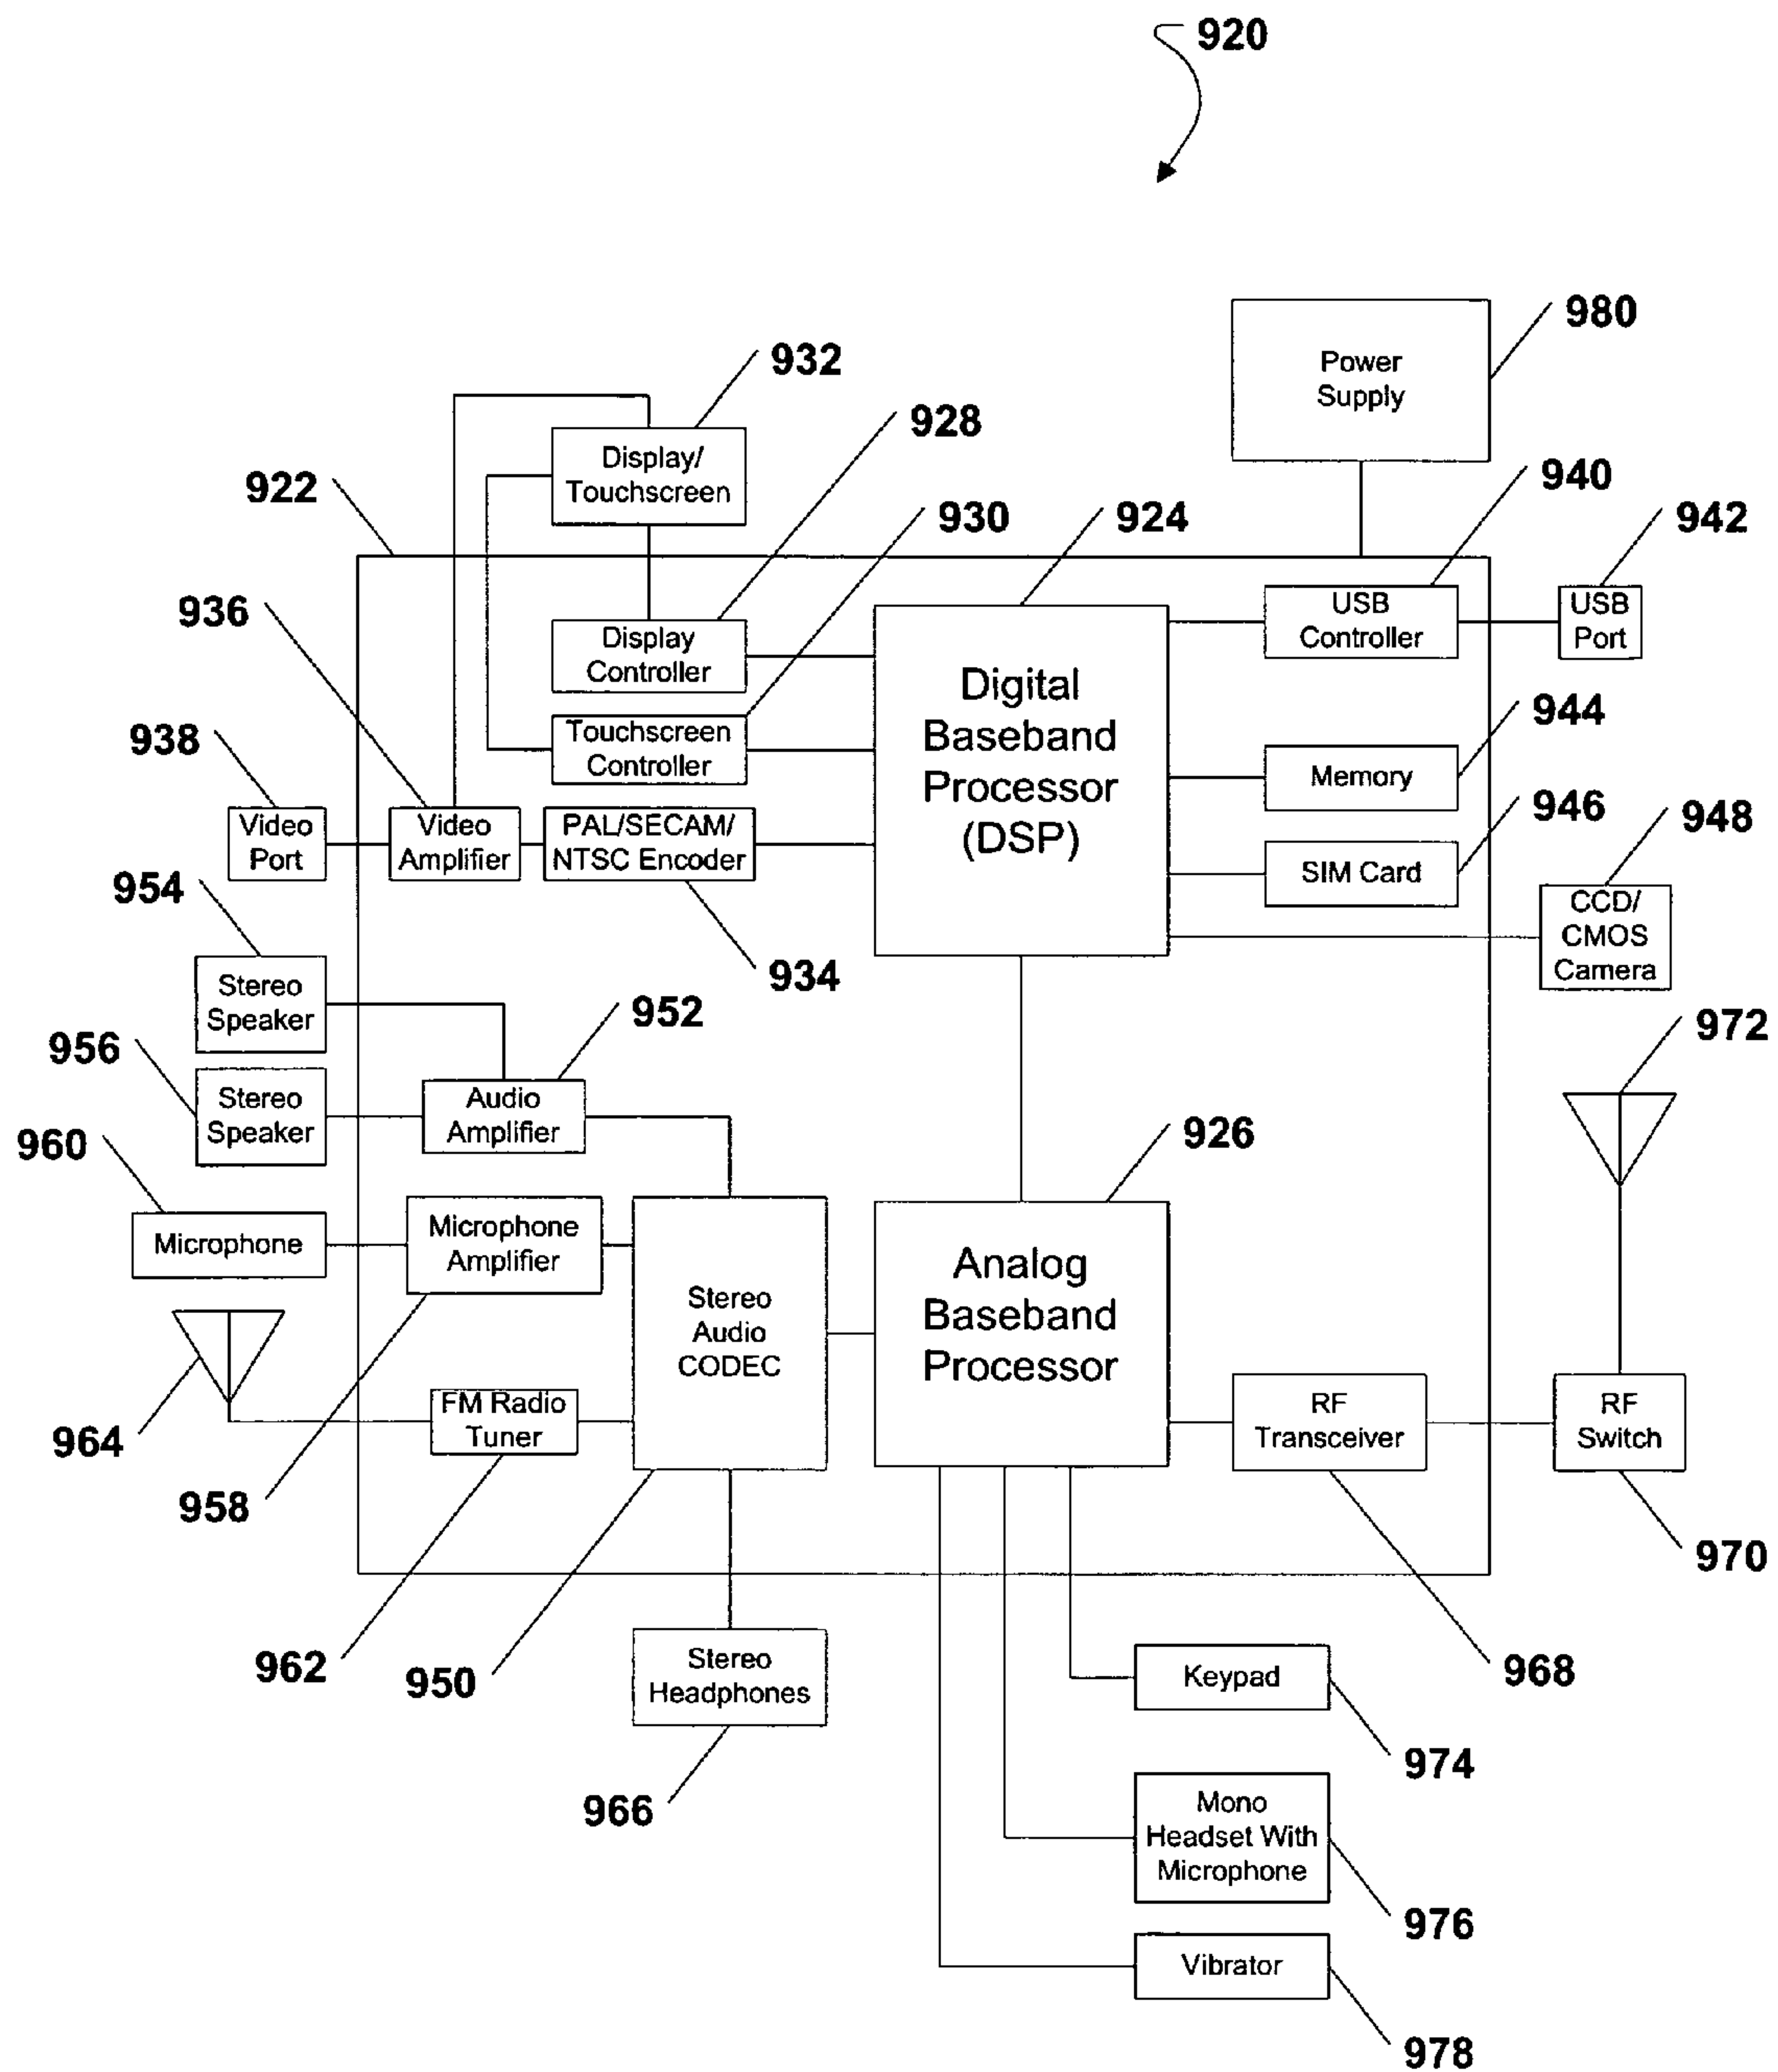 920
980
Power
Supply
932
928
Display/
Touchscreen
922
930
924
940
942
936
Display
Controller
USB
Controller
USB
Port
Digital
Baseband
Processor
(DSP)
938
Touchscreen
Controller
944
Memory
Video
Port
Video
Amplifier
PAL/SECAM/
NTSC Encoder
946
948
SIM Card
954
934
CCD/
CMOS
Camera
Stereo
Speaker
952
972
956
Stereo
Speaker
Audio
Amplifier
960
926
Microphone
Microphone
Amplifier
Stereo
Audio
CODEC
Analog
Baseband
Processor
964
FM Radio
Tuner
RF
Transceiver
RF
Switch
958
970
962
950
Stereo
Headphones
Keypad
968
966
974
Mono
Headset With
Microphone
976
Vibrator
978